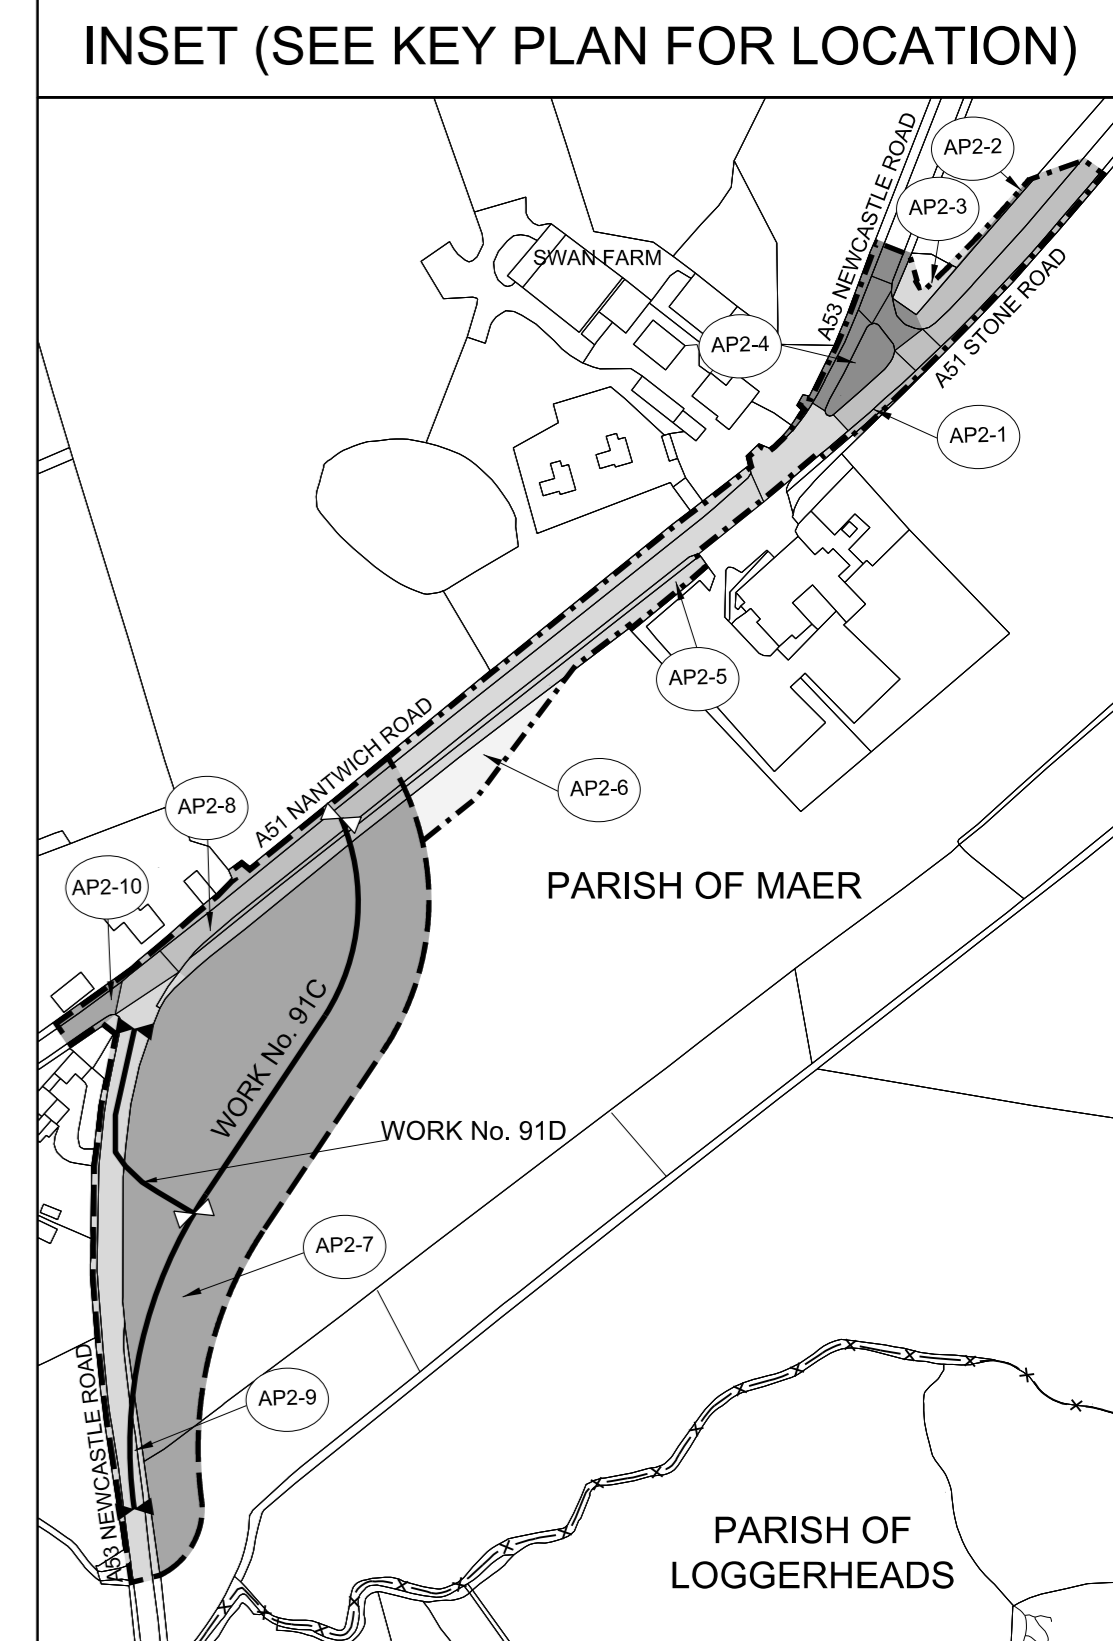 INSET (SEE KEY PLAN FOR LOCATION)
A53 NEWCASTLE ROAD
AP2-2
AP2-3
SWAN FARM
A51 STONE ROAD
AP2-4
AP2-1
AP2-5
A51 NANTWICH ROAD
AP2-6
AP2-8
AP2-10
PARISH OF MAER
WORK No. 91C
WORK No. 91D
AP2-7
AP2-9
A53 NEWCASTLE ROAD
PARISH OF
LOGGERHEADS